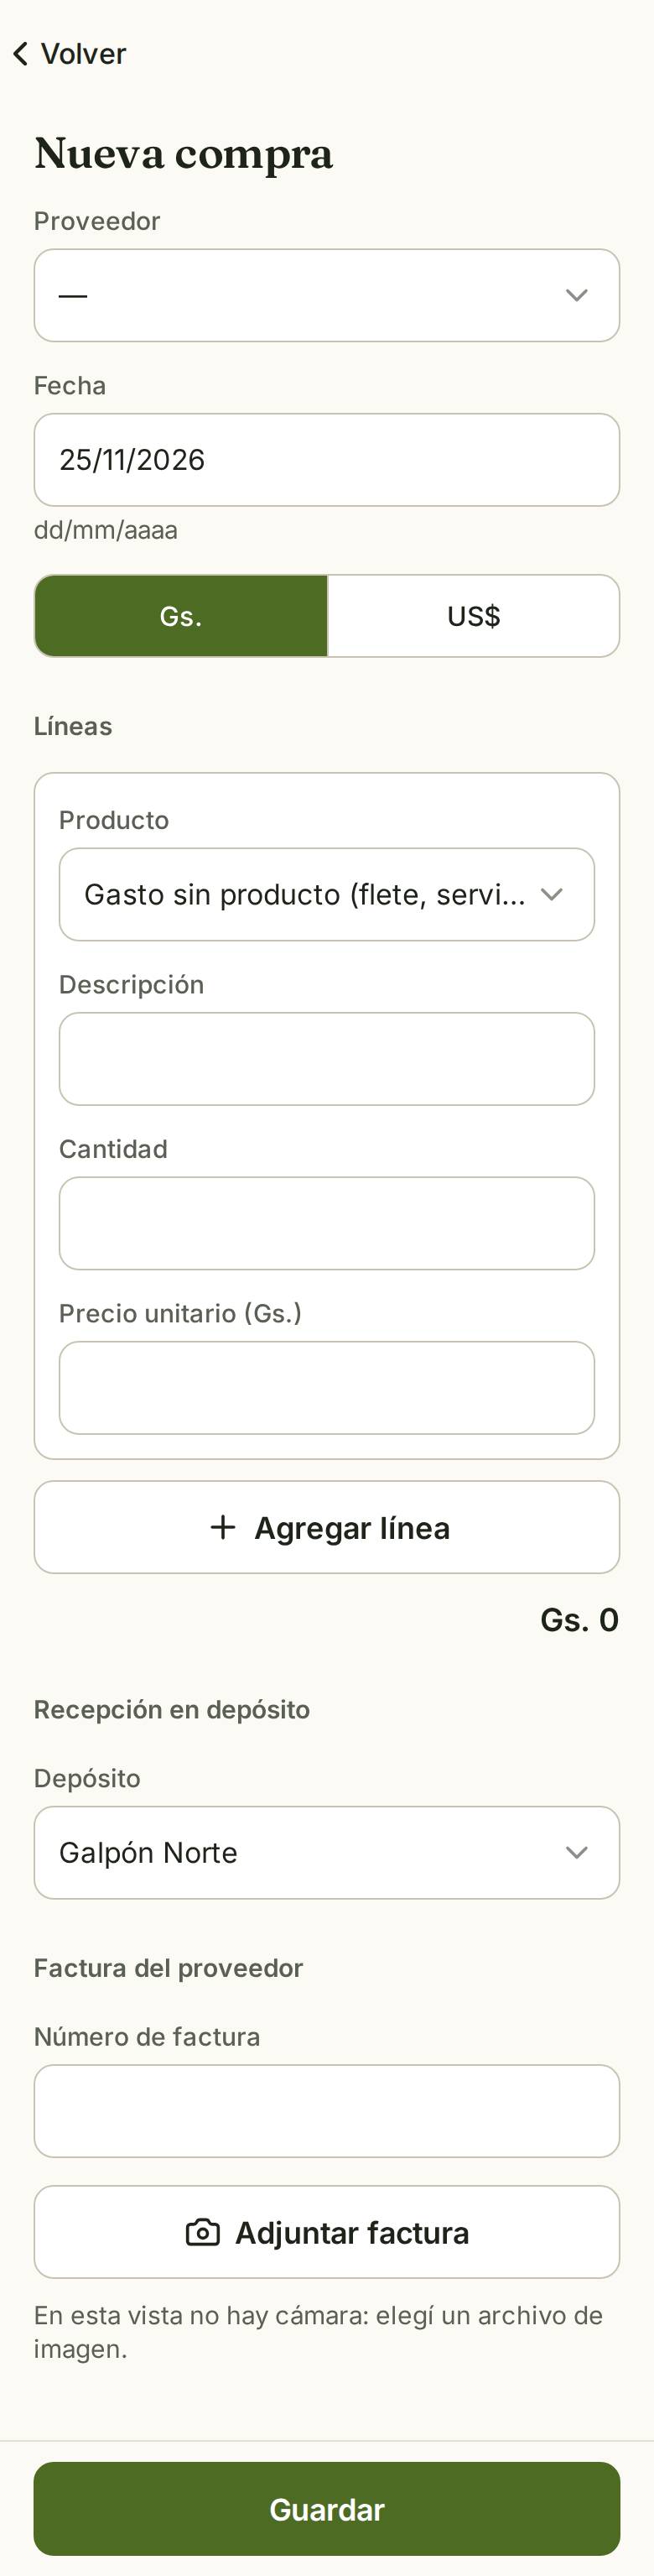 Volver
Nueva compra
Proveedor
—
Fecha
25/11/2026
dd/mm/aaaa
Gs.
US$
Líneas
Producto
Gasto sin producto (flete, servi...
Descripción
Cantidad
Precio unitario (Gs.)
Agregar línea
Gs. 0
Recepción en depósito
Depósito
Galpón Norte
Factura del proveedor
Número de factura
Adjuntar factura
En esta vista no hay cámara: elegí un archivo de
imagen.
Guardar